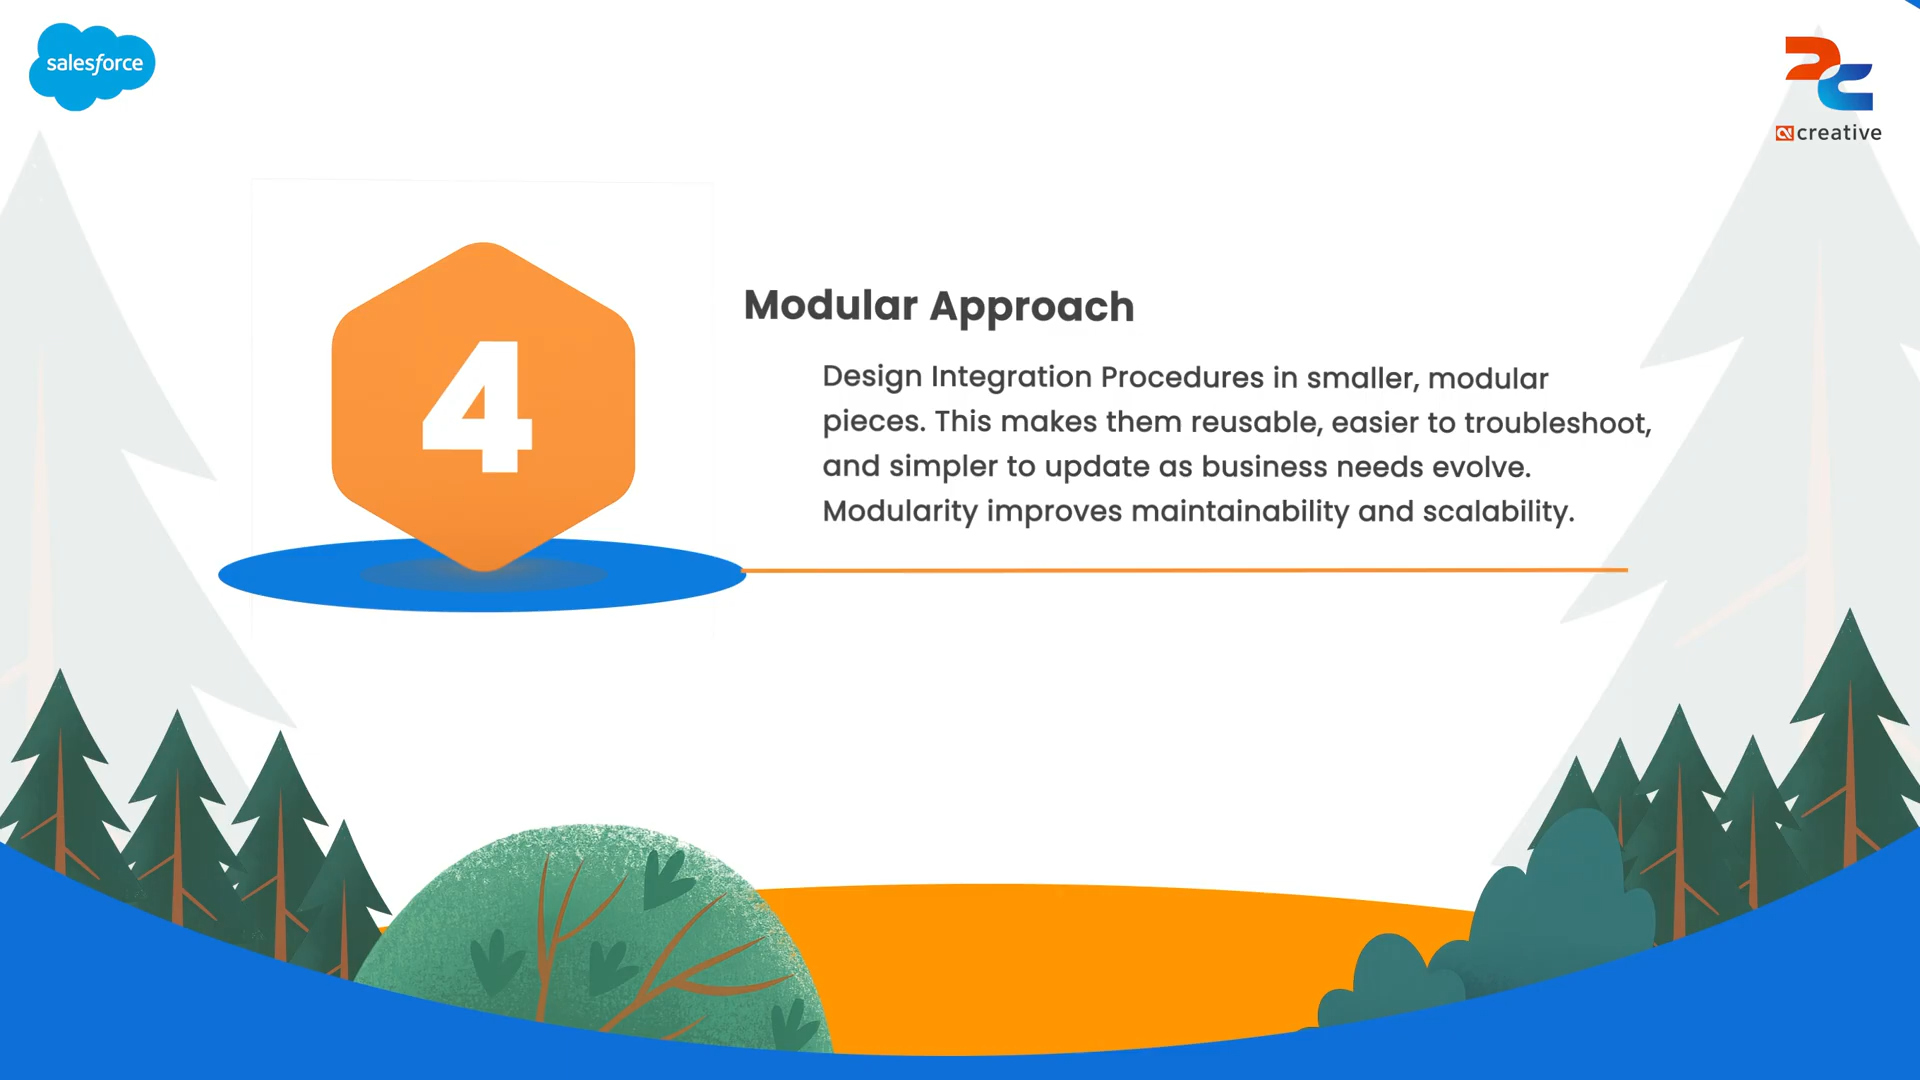 salesforce
creative
4
Modular Approach
Design Integration Procedures in smaller, modular
pieces. This makes them reusable, easier to troubleshoot,
and simpler to update as business needs evolve.
Modularity improves maintainability and scalability.